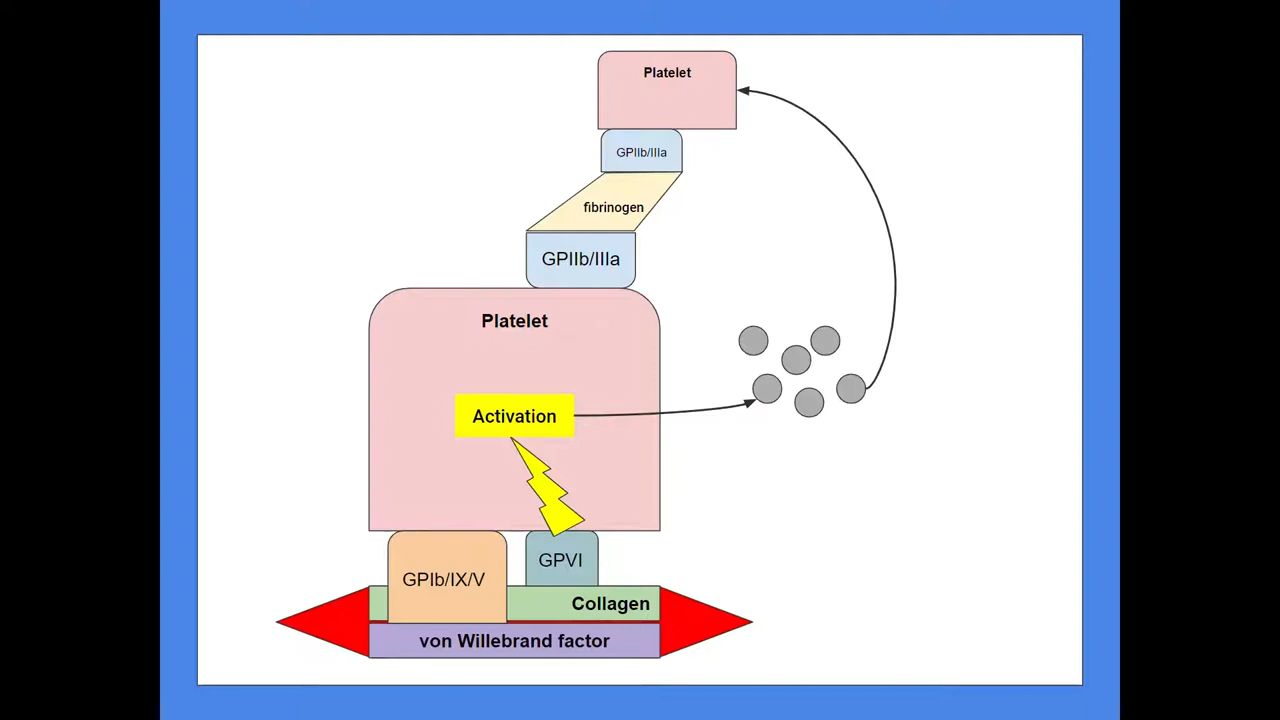 Platelet
GPIIb/IIIa
fibrinogen
GPIIb/IIIa
Platelet
Activation
GPVI
GPIb/IX/V
Collagen
von Willebrand factor